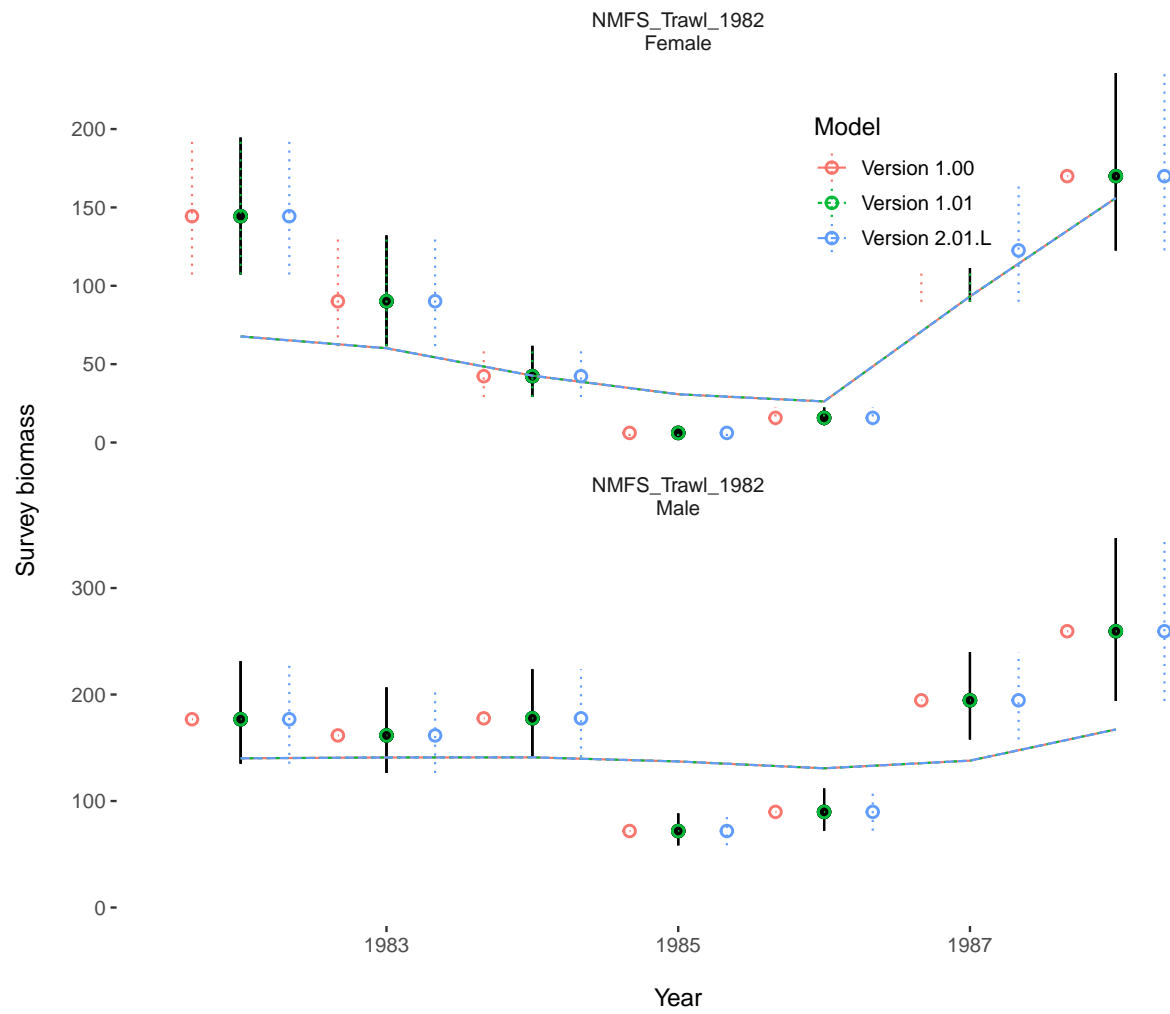 NMFS_Trawl_1982
Female
200
150
100
50
0
Model
Version 1.00
Version 1.01
Version 2.01.L
Survey biomass
NMFS_Trawl_1982
Male
300
200
100
0
1983
1985
1987
Year